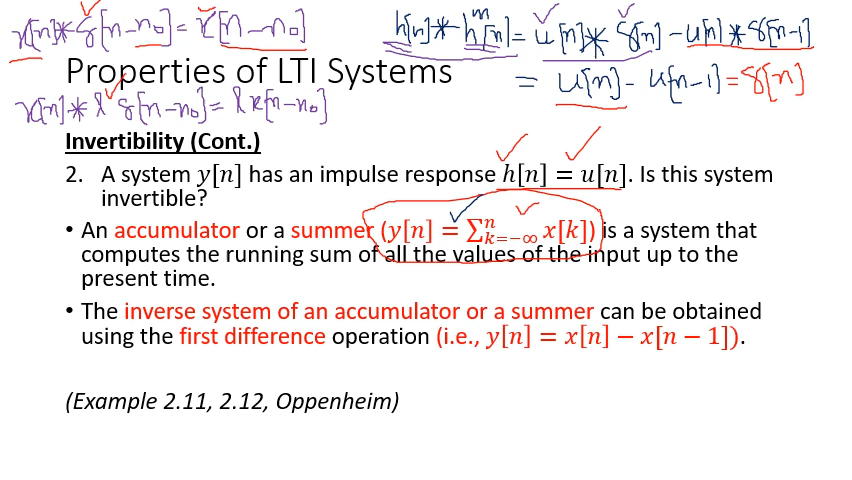 x[n]*δ[n-n₀] = x[n-n₀]
h[n]*hᶦⁿ[n] = u[n]*δ[n] - u[n]*δ[n-1]
Properties of LTI Systems
= u[n] - u[n-1] = δ[n]
x[n]*k δ[n-n₀] = k x[n-n₀]
Invertibility (Cont.)
2. A system y[n] has an impulse response h[n] = u[n]. Is this system
invertible?
• An accumulator or a summer (y[n] = ∑ⁿₖ₌₋∞ x[k]) is a system that
computes the running sum of all the values of the input up to the
present time.
• The inverse system of an accumulator or a summer can be obtained
using the first difference operation (i.e., y[n] = x[n] − x[n − 1]).
(Example 2.11, 2.12, Oppenheim)